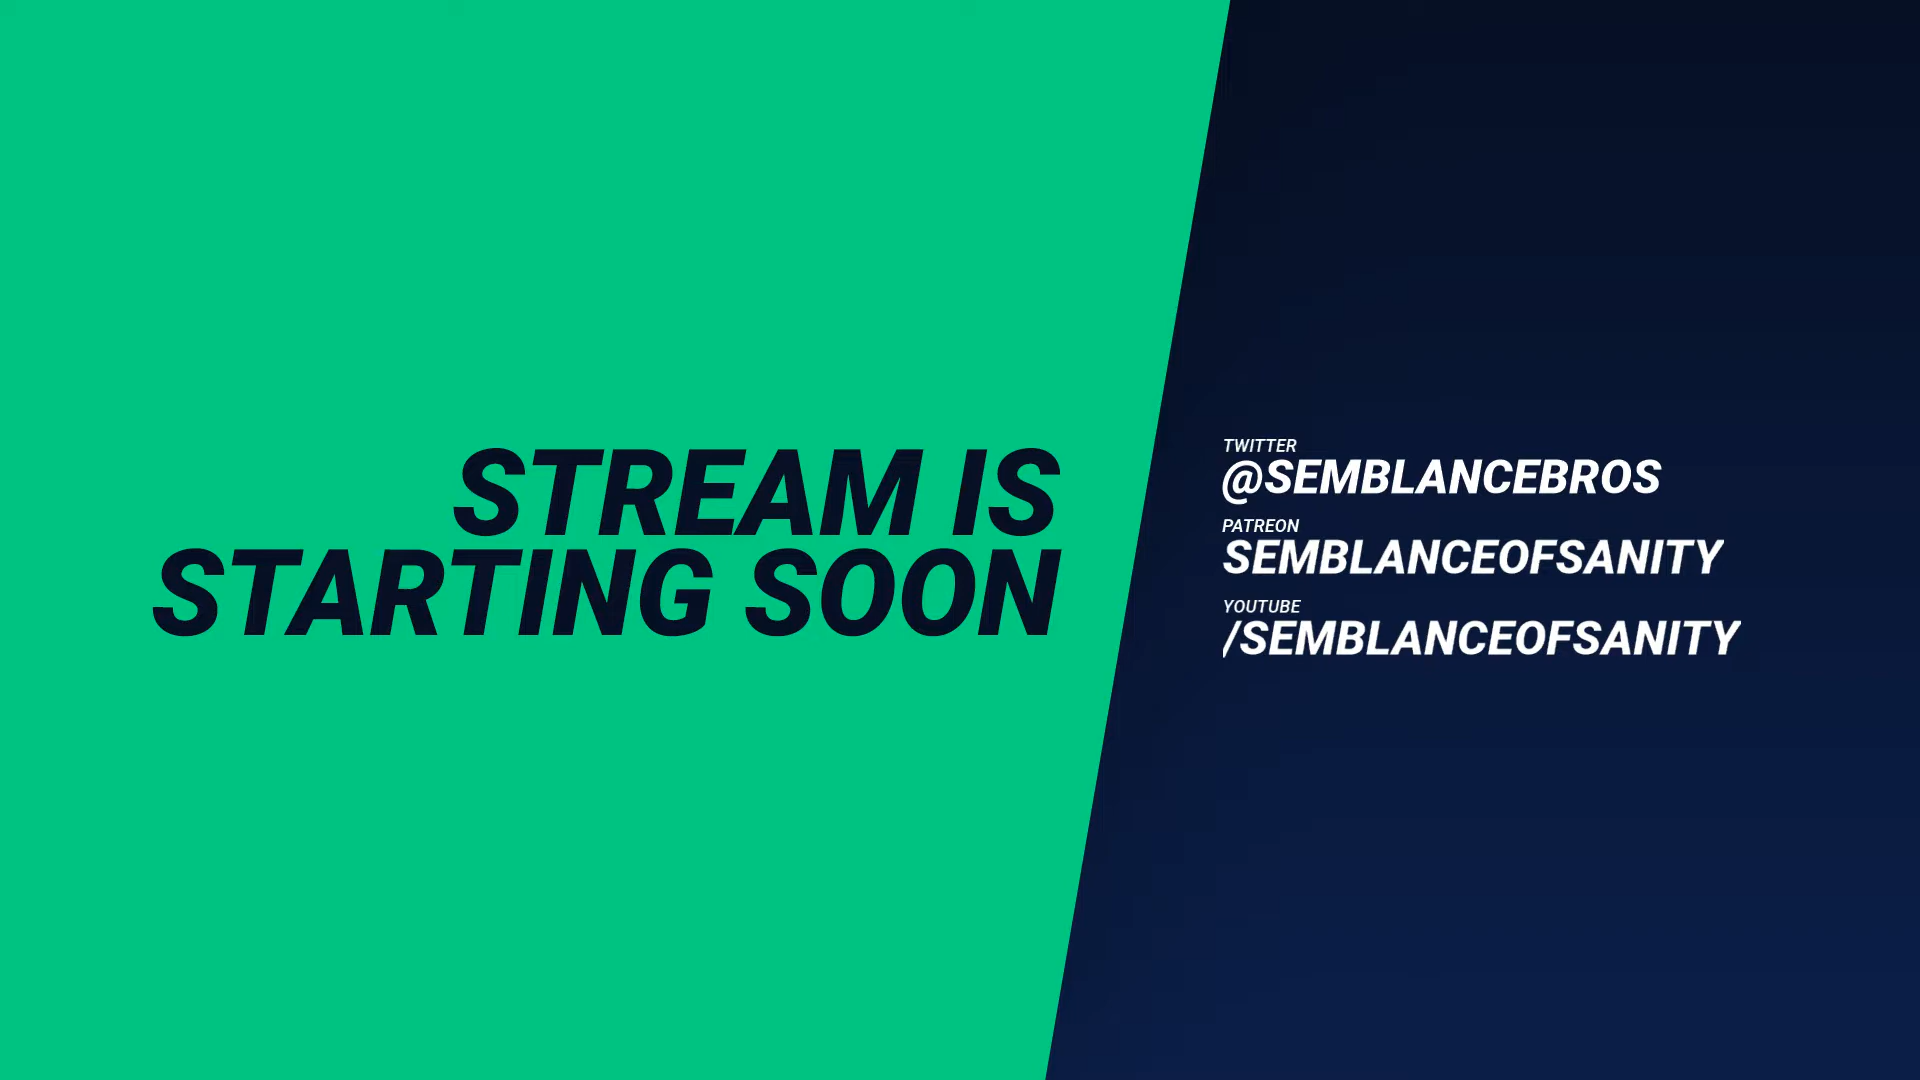 STREAM IS
STARTING SOON
TWITTER
@SEMBLANCEBROS
PATREON
SEMBLANCEOFSANITY
YOUTUBE
/SEMBLANCEOFSANITY